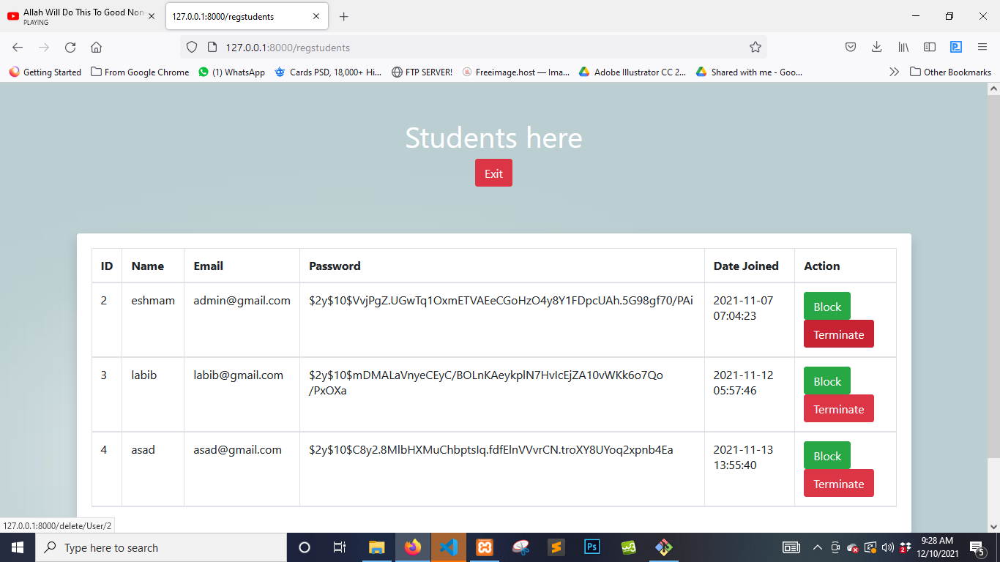 Allah Will Do This To Good Non-
PLAYING
127.0.0.1:8000/regstudents
127.0.0.1:8000/regstudents
Getting Started From Google Chrome (1) WhatsApp Cards PSD, 18,000+ Hi... FTP SERVER! Freeimage.host — Ima... Adobe Illustrator CC 2... Shared with me - Goo... Other Bookmarks
Students here
Exit
ID Name Email Password Date Joined Action
2 eshmam admin@gmail.com $2y$10$VvjPgZ.UGwTq1OxmETVAEeCGoHzO4y8Y1FDpcUAh.5G98gf70/PAi 2021-11-07 Block
07:04:23
Terminate
3 labib labib@gmail.com $2y$10$mDMALaVnyeCEyC/BOLnKAeykplN7HvIcEjZA10vWKk6o7Qo 2021-11-12 Block
/PxOXa 05:57:46
Terminate
4 asad asad@gmail.com $2y$10$C8y2.8MlbHXMuChbptsIq.fdfElnVVvrCN.troXY8UYoq2xpnb4Ea 2021-11-13 Block
13:55:40
Terminate
127.0.0.1:8000/delete/User/2
Type here to search
Ps
2
9:28 AM
12/10/2021
5